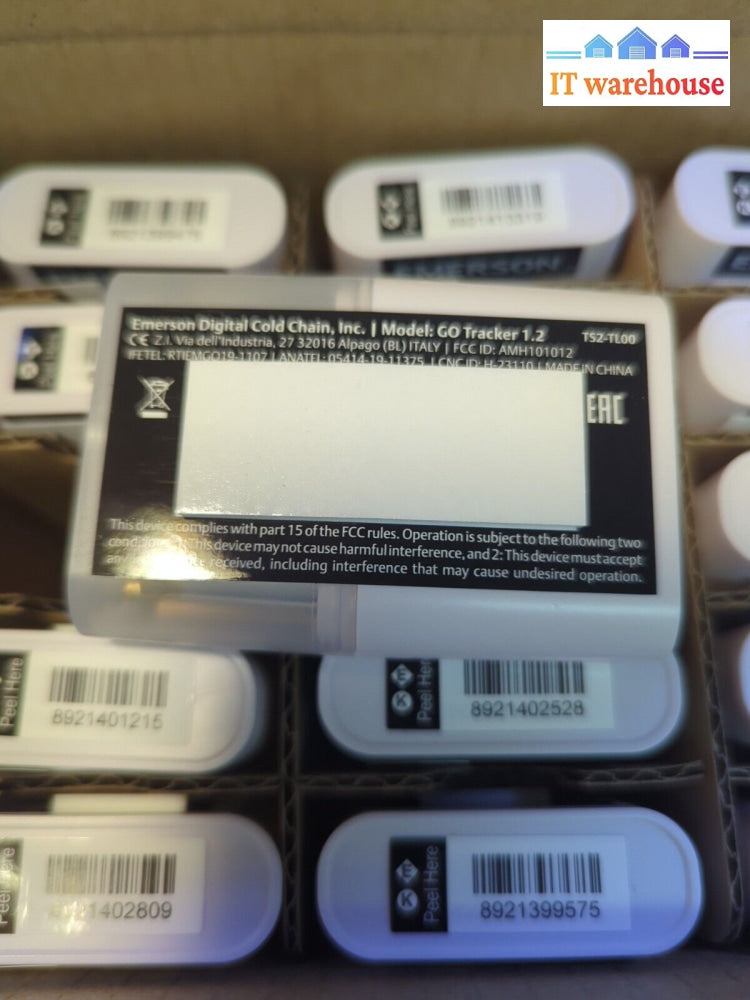 IT warehouse
EMERSON
Emerson Digital Cold Chain, Inc. | Model: GO Tracker 1.2
TS2-TL00
CE Z.I. Via dell'Industria, 27 32016 Alpago (BL) ITALY | FCC ID: AMH101012
IFETEL: RTIEMGO19-1107 | ANATEL: 05414-19-11375 | CNC ID: H-23110 | MADE IN CHINA
EAC
This device complies with part 15 of the FCC rules. Operation is subject to the following two
This device may not cause harmful interference, and 2: This device must accept
received, including interference that may cause undesired operation.
Peel Here
8921401215
Peel Here
8921402528
Peel Here
1402809
K
Peel Here
8921399575